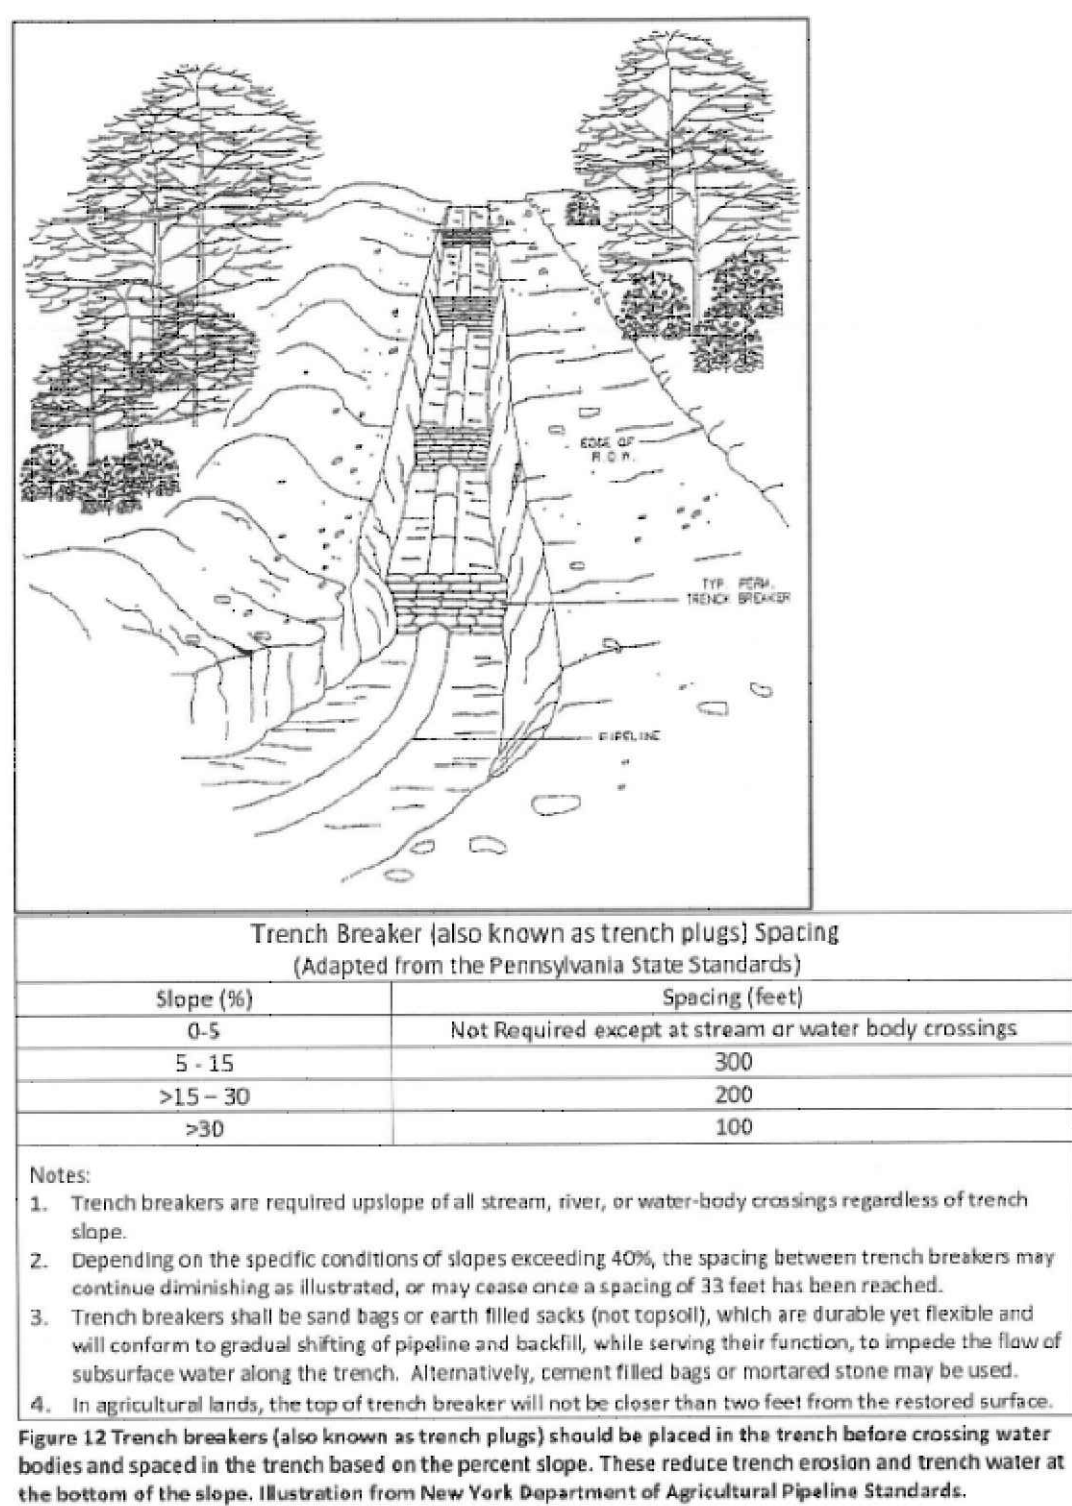 EDGE OF
R.O.W.
TYP. PERM.
TRENCH BREAKER
PIPELINE
Trench Breaker (also known as trench plugs) Spacing
(Adapted from the Pennsylvania State Standards)
Slope (%) Spacing (feet)
0-5 Not Required except at stream or water body crossings
5 - 15 300
>15 – 30 200
>30 100
Notes:
1. Trench breakers are required upslope of all stream, river, or water-body crossings regardless of trench
slope.
2. Depending on the specific conditions of slopes exceeding 40%, the spacing between trench breakers may
continue diminishing as illustrated, or may cease once a spacing of 33 feet has been reached.
3. Trench breakers shall be sand bags or earth filled sacks (not topsoil), which are durable yet flexible and
will conform to gradual shifting of pipeline and backfill, while serving their function, to impede the flow of
subsurface water along the trench. Alternatively, cement filled bags or mortared stone may be used.
4. In agricultural lands, the top of trench breaker will not be closer than two feet from the restored surface.
Figure 12 Trench breakers (also known as trench plugs) should be placed in the trench before crossing water
bodies and spaced in the trench based on the percent slope. These reduce trench erosion and trench water at
the bottom of the slope. Illustration from New York Department of Agricultural Pipeline Standards.